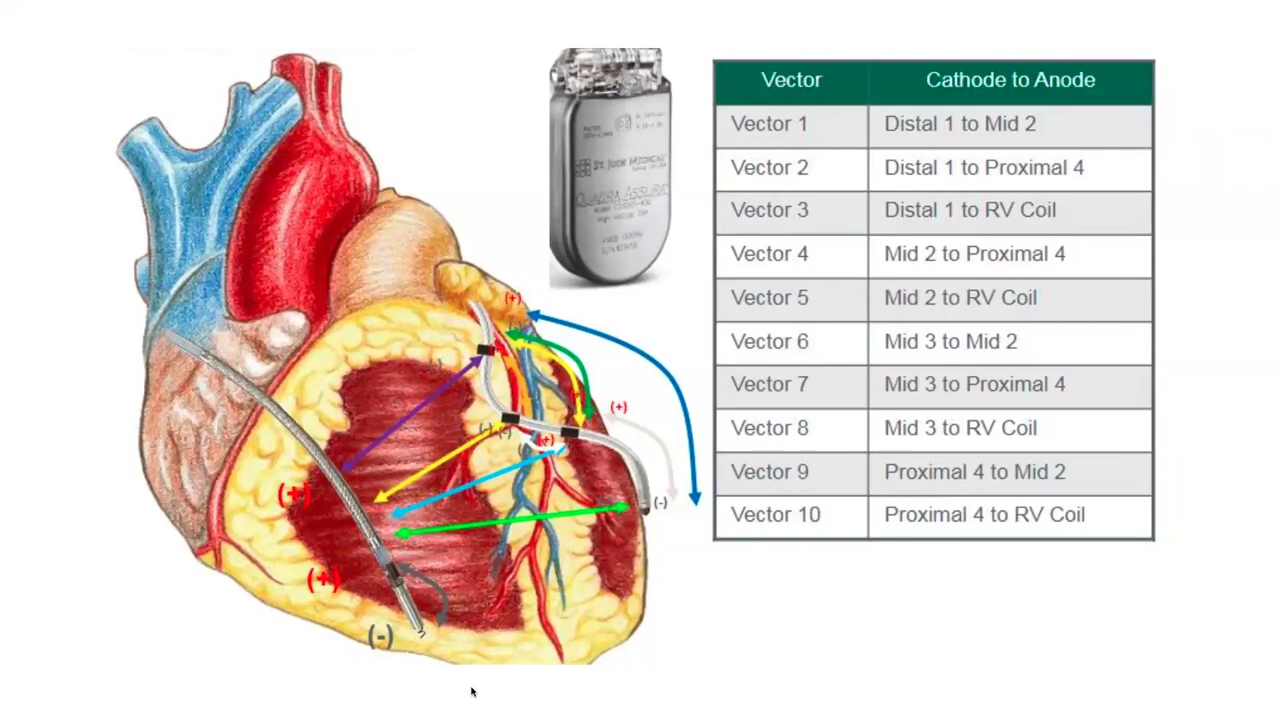 St. Jude Medical
Quadra Assura
(+)
(+)
(-)
(-)
(-)
(+)
(+)
(-)
(+)
(+)
(-)
Vector Cathode to Anode
Vector 1 Distal 1 to Mid 2
Vector 2 Distal 1 to Proximal 4
Vector 3 Distal 1 to RV Coil
Vector 4 Mid 2 to Proximal 4
Vector 5 Mid 2 to RV Coil
Vector 6 Mid 3 to Mid 2
Vector 7 Mid 3 to Proximal 4
Vector 8 Mid 3 to RV Coil
Vector 9 Proximal 4 to Mid 2
Vector 10 Proximal 4 to RV Coil